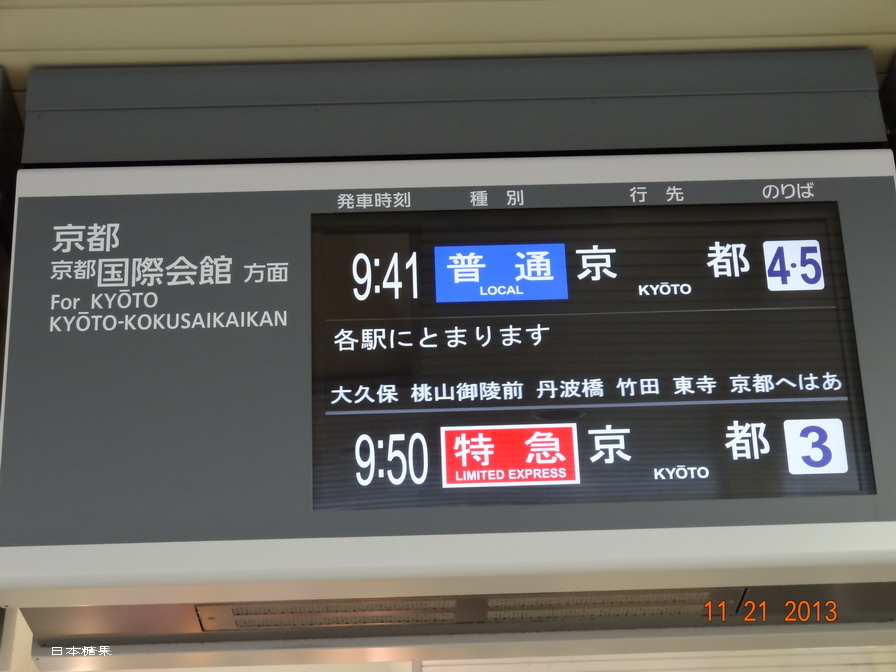 発車時刻 種別 行先 のりば
京都
京都国際会館 方面
For KYŌTO
KYŌTO-KOKUSAIKAIKAN
9:41 普通 LOCAL 京都 KYŌTO 4・5
各駅にとまります
大久保 桃山御陵前 丹波橋 竹田 東寺 京都へはあ
9:50 特急 LIMITED EXPRESS 京都 KYŌTO 3
11/21 2013
日本糖果